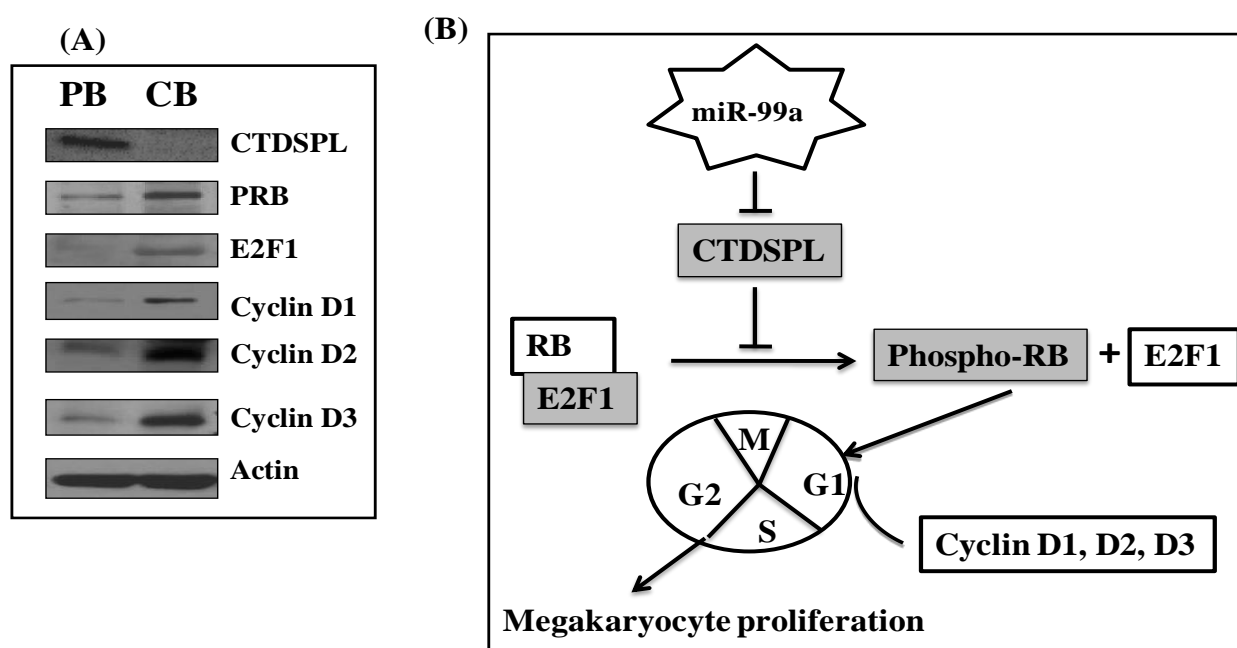 (A)
PB CB
CTDSPL
PRB
E2F1
Cyclin D1
Cyclin D2
Cyclin D3
Actin
(B)
miR-99a
CTDSPL
RB
E2F1
Phospho-RB + E2F1
M
G2 G1
S
Cyclin D1, D2, D3
Megakaryocyte proliferation